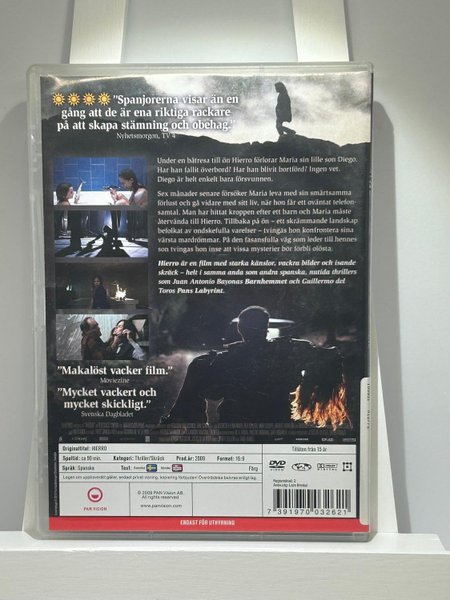 ”Spanjorerna visar än en
gång att de är ena riktiga rackare
på att skapa stämning och obehag.”
Nyhetsmorgon, TV 4
Under en båtresa till ön Hierro förlorar Maria sin lille son Diego.
Har han fallit överbord? Har han blivit bortförd? Ingen vet.
Diego är helt enkelt bara försvunnen.
Sex månader senare försöker Maria leva med sin smärtsamma
förlust och gå vidare med sitt liv, när hon får ett oväntat telefon-
samtal. Man har hittat kroppen efter ett barn och Maria måste
återvända till Hierro. Tillbaka på ön – ett skrämmande landskap
befolkat av ondskefulla varelser – tvingas hon konfrontera sina
värsta mardrömmar. På den fasansfulla väg som leder till hennes
son tvingas hon inse att vissa mysterier bör förbli olösta.
Hierro är en film med starka känslor, vackra bilder och isande
skräck – helt i samma anda som andra spanska, nutida thrillers
som Juan Antonio Bayonas Barnhemmet och Guillermo del
Toros Pans Labyrint.
”Makalöst vacker film.”
Moviezine
”Mycket vackert och
mycket skickligt.”
Svenska Dagbladet
Originaltitel: HIERRO
Tillåten från 15 år
Speltid: ca 90 min. Kategori: Thriller/Skräck Prod.år: 2009 Format: 16:9
Språk: Spanska Text: Svenska Norsk Färg
PAN VISION
© 2009 PAN Vision AB.
www.panvision.com
DVD VIDEO
7 391970 032621
ENDAST FÖR UTHYRNING